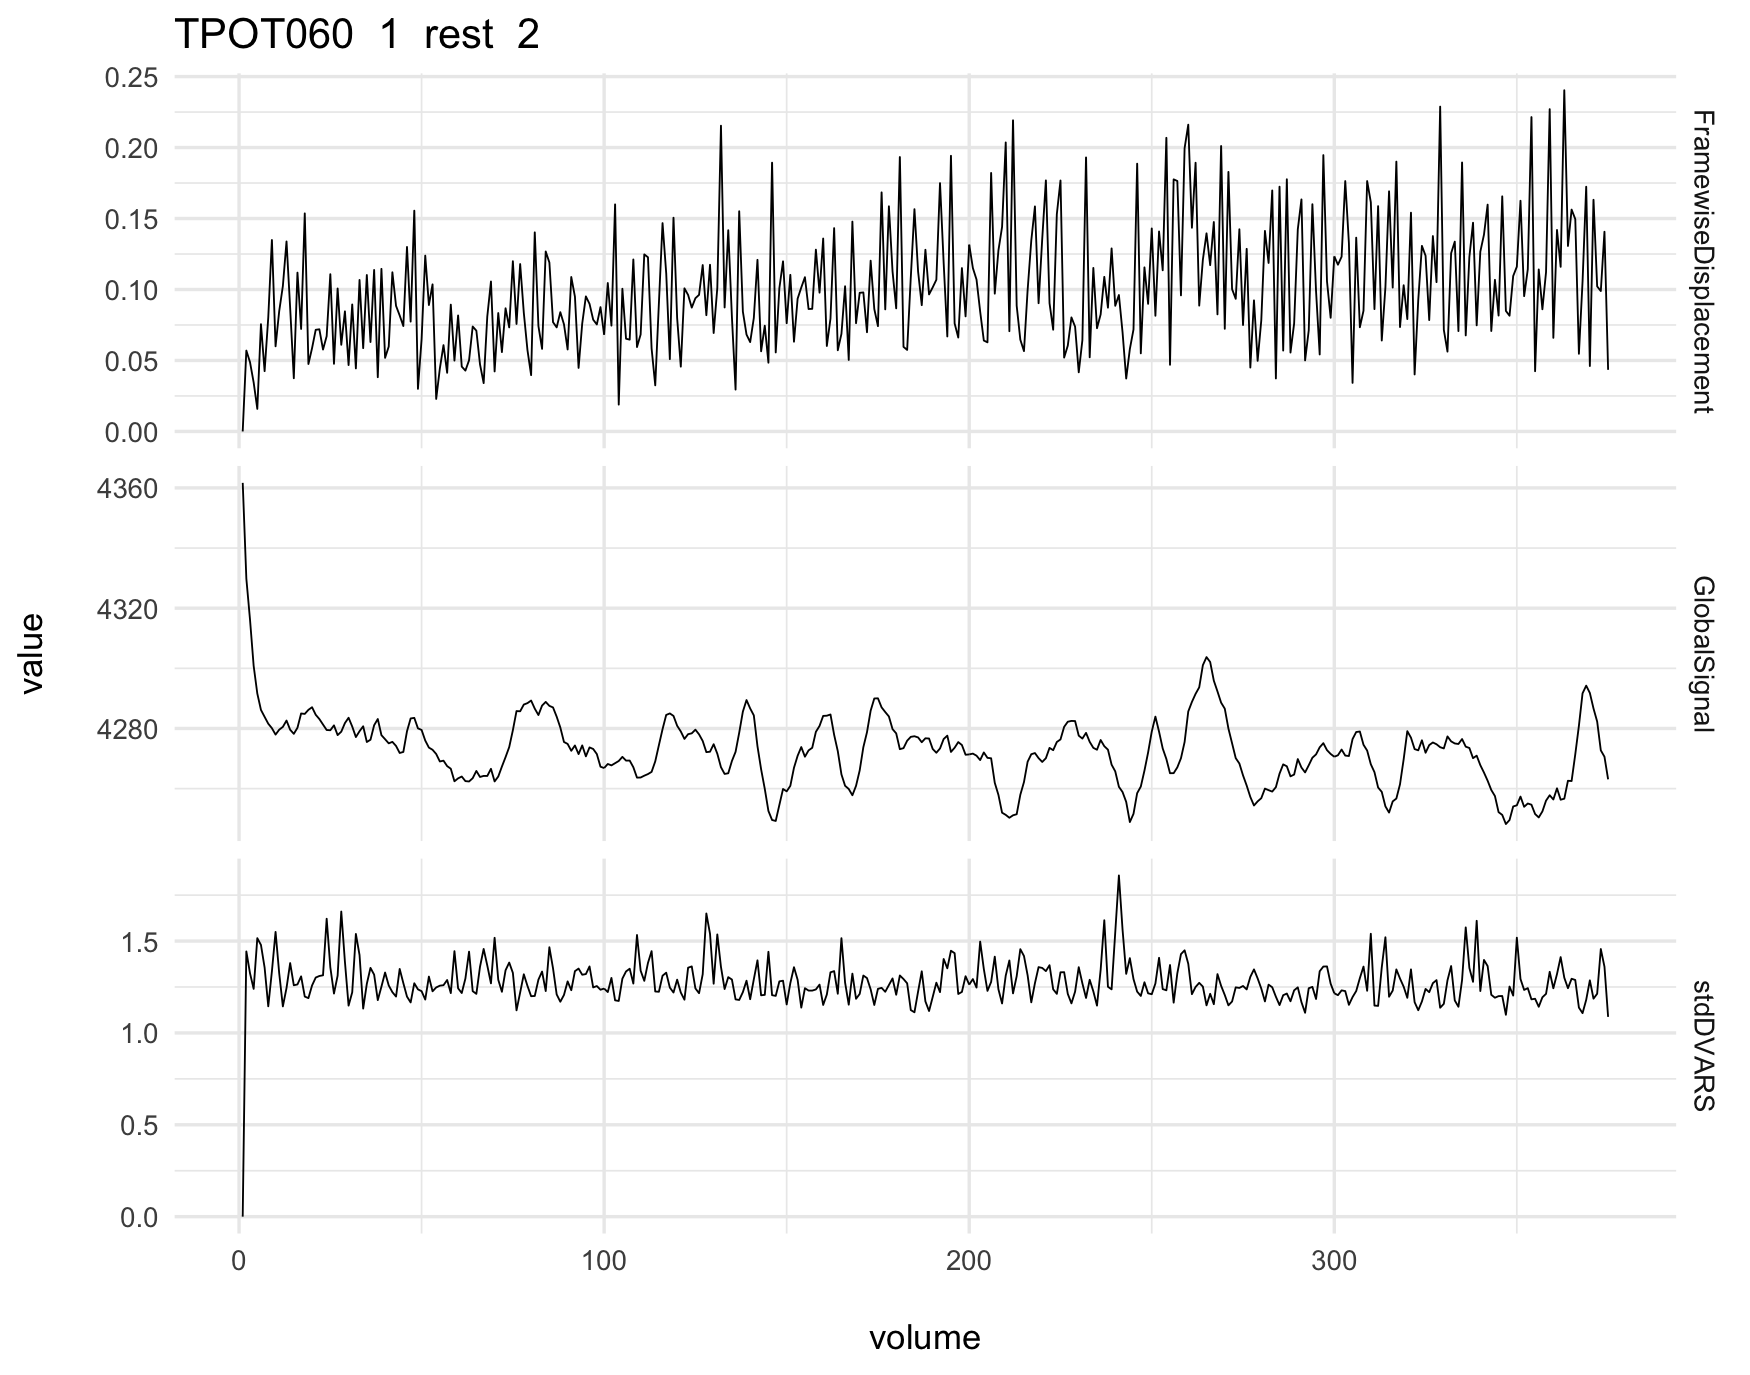 TPOT060 1 rest 2
0.25
0.20
0.15
0.10
0.05
0.00
FramewiseDisplacement
4360
4320
4280
GlobalSignal
value
1.5
1.0
0.5
0.0
stdDVARS
0 100 200 300
volume